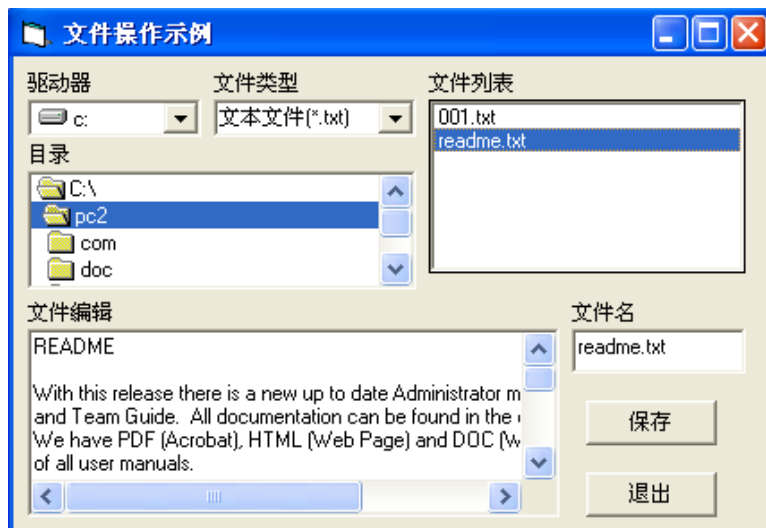 文件操作示例
驱动器
c:
文件类型
文本文件(*.txt)
文件列表
001.txt
readme.txt
目录
C:\
pc2
com
doc
文件编辑
README
With this release there is a new up to date Administrator m
and Team Guide. All documentation can be found in the
We have PDF (Acrobat), HTML (Web Page) and DOC (W
of all user manuals.
文件名
readme.txt
保存
退出